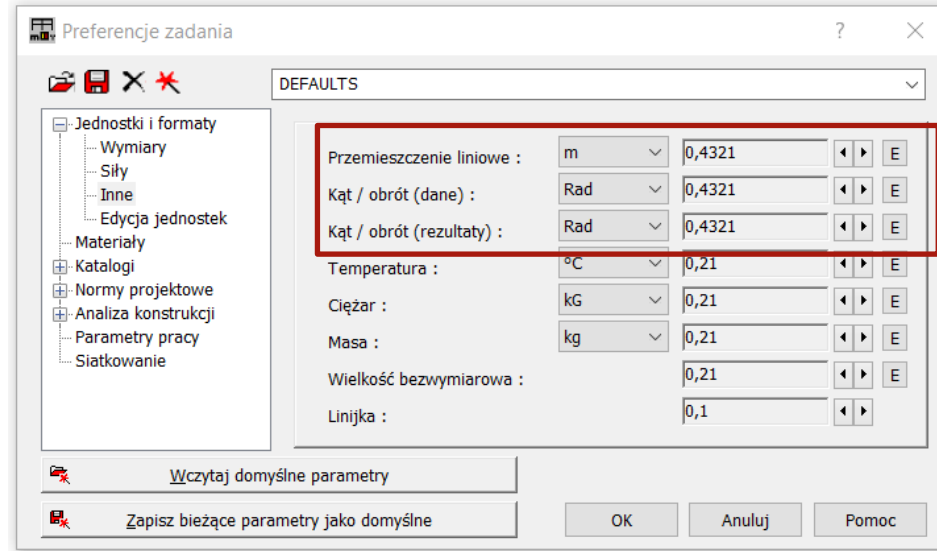 Preferencje zadania
DEFAULTS
Jednostki i formaty
Wymiary
Siły
Inne
Edycja jednostek
Materiały
Katalogi
Normy projektowe
Analiza konstrukcji
Parametry pracy
Siatkowanie
Przemieszczenie liniowe : m 0,4321 E
Kąt / obrót (dane) : Rad 0,4321 E
Kąt / obrót (rezultaty) : Rad 0,4321 E
Temperatura : °C 0,21 E
Ciężar : kG 0,21 E
Masa : kg 0,21 E
Wielkość bezwymiarowa : 0,21 E
Linijka : 0,1
Wczytaj domyślne parametry
Zapisz bieżące parametry jako domyślne
OK Anuluj Pomoc